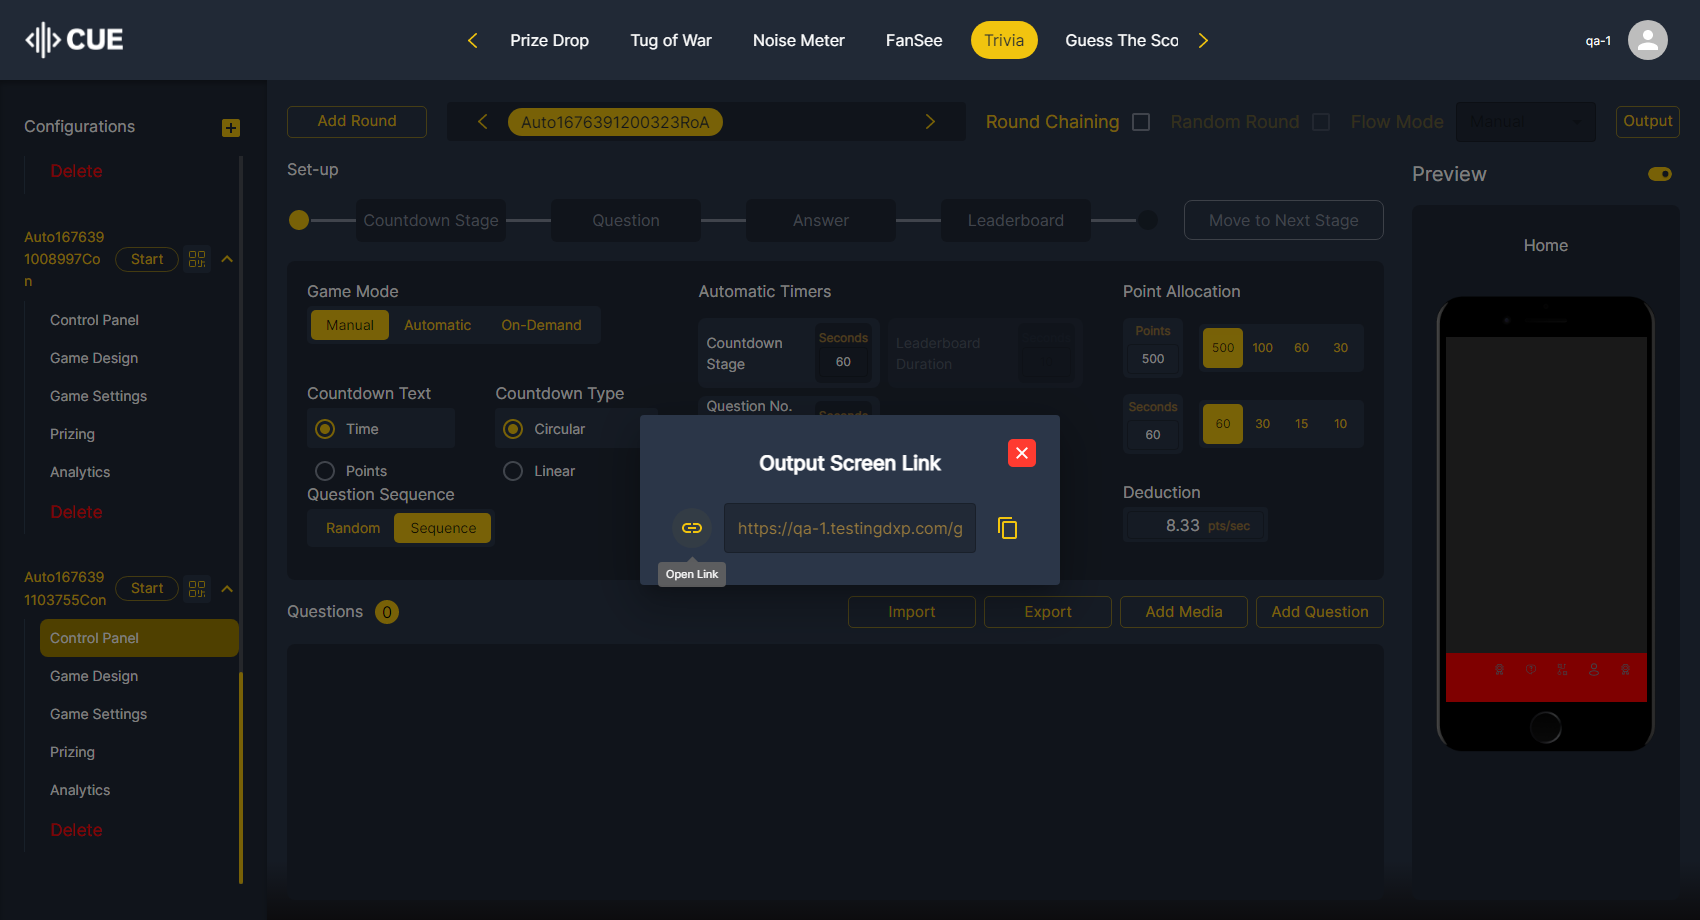 CUE
Prize Drop
Tug of War
Noise Meter
FanSee
Trivia
Guess The Sco
qa-1
Configurations
Delete
Auto167639
1008997Co
n
Start
Control Panel
Game Design
Game Settings
Prizing
Analytics
Delete
Auto167639
1103755Con
Start
Control Panel
Game Design
Game Settings
Prizing
Analytics
Delete
Add Round
Auto1676391200323RoA
Round Chaining
Random Round
Flow Mode
Manual
Output
Set-up
Countdown Stage
Question
Answer
Leaderboard
Move to Next Stage
Game Mode
Manual
Automatic
On-Demand
Countdown Text
Time
Points
Countdown Type
Circular
Linear
Question Sequence
Random
Sequence
Automatic Timers
Countdown
Stage
Seconds
60
Leaderboard
Duration
Question No.
Seconds
Point Allocation
Points
500
500
100
60
30
Seconds
60
60
30
15
10
Deduction
8.33 pts/sec
Output Screen Link
https://qa-1.testingdxp.com/g
Open Link
Questions
0
Import
Export
Add Media
Add Question
Preview
Home